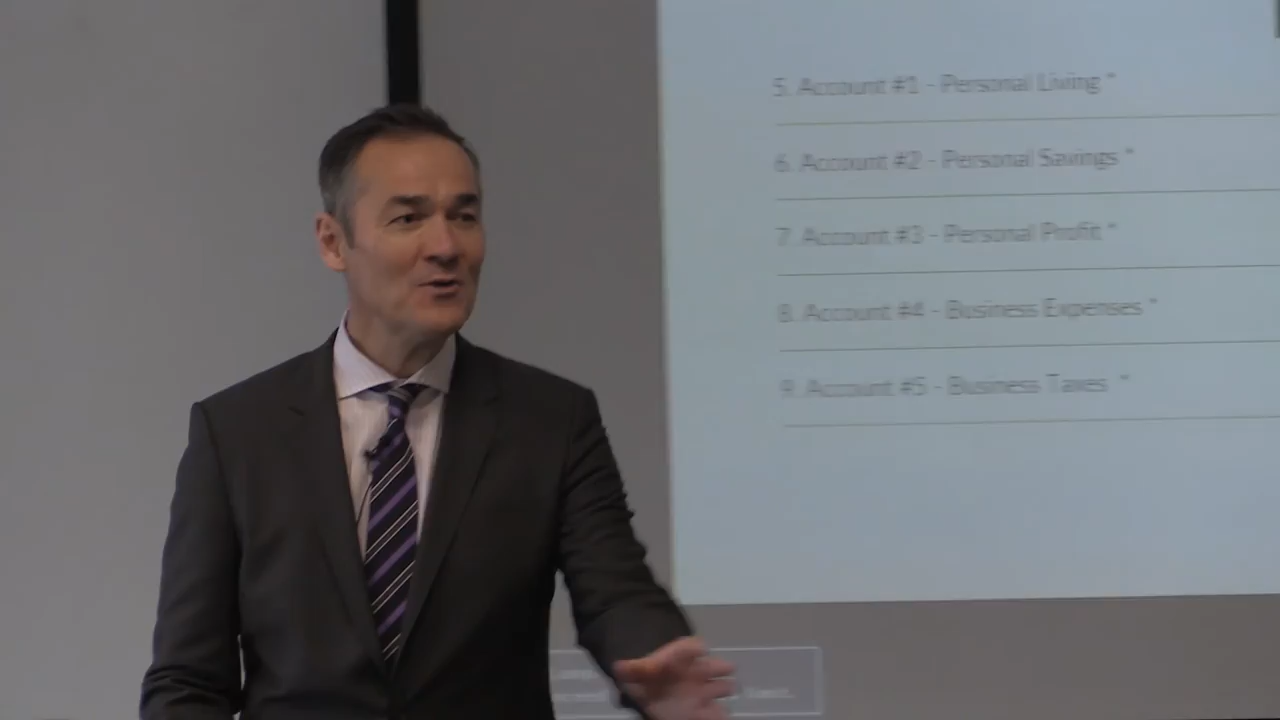 5. Account #1 - Personal Living *
6. Account #2 - Personal Savings *
7. Account #3 - Personal Profit *
8. Account #4 - Business Expenses *
9. Account #5 - Business Taxes *